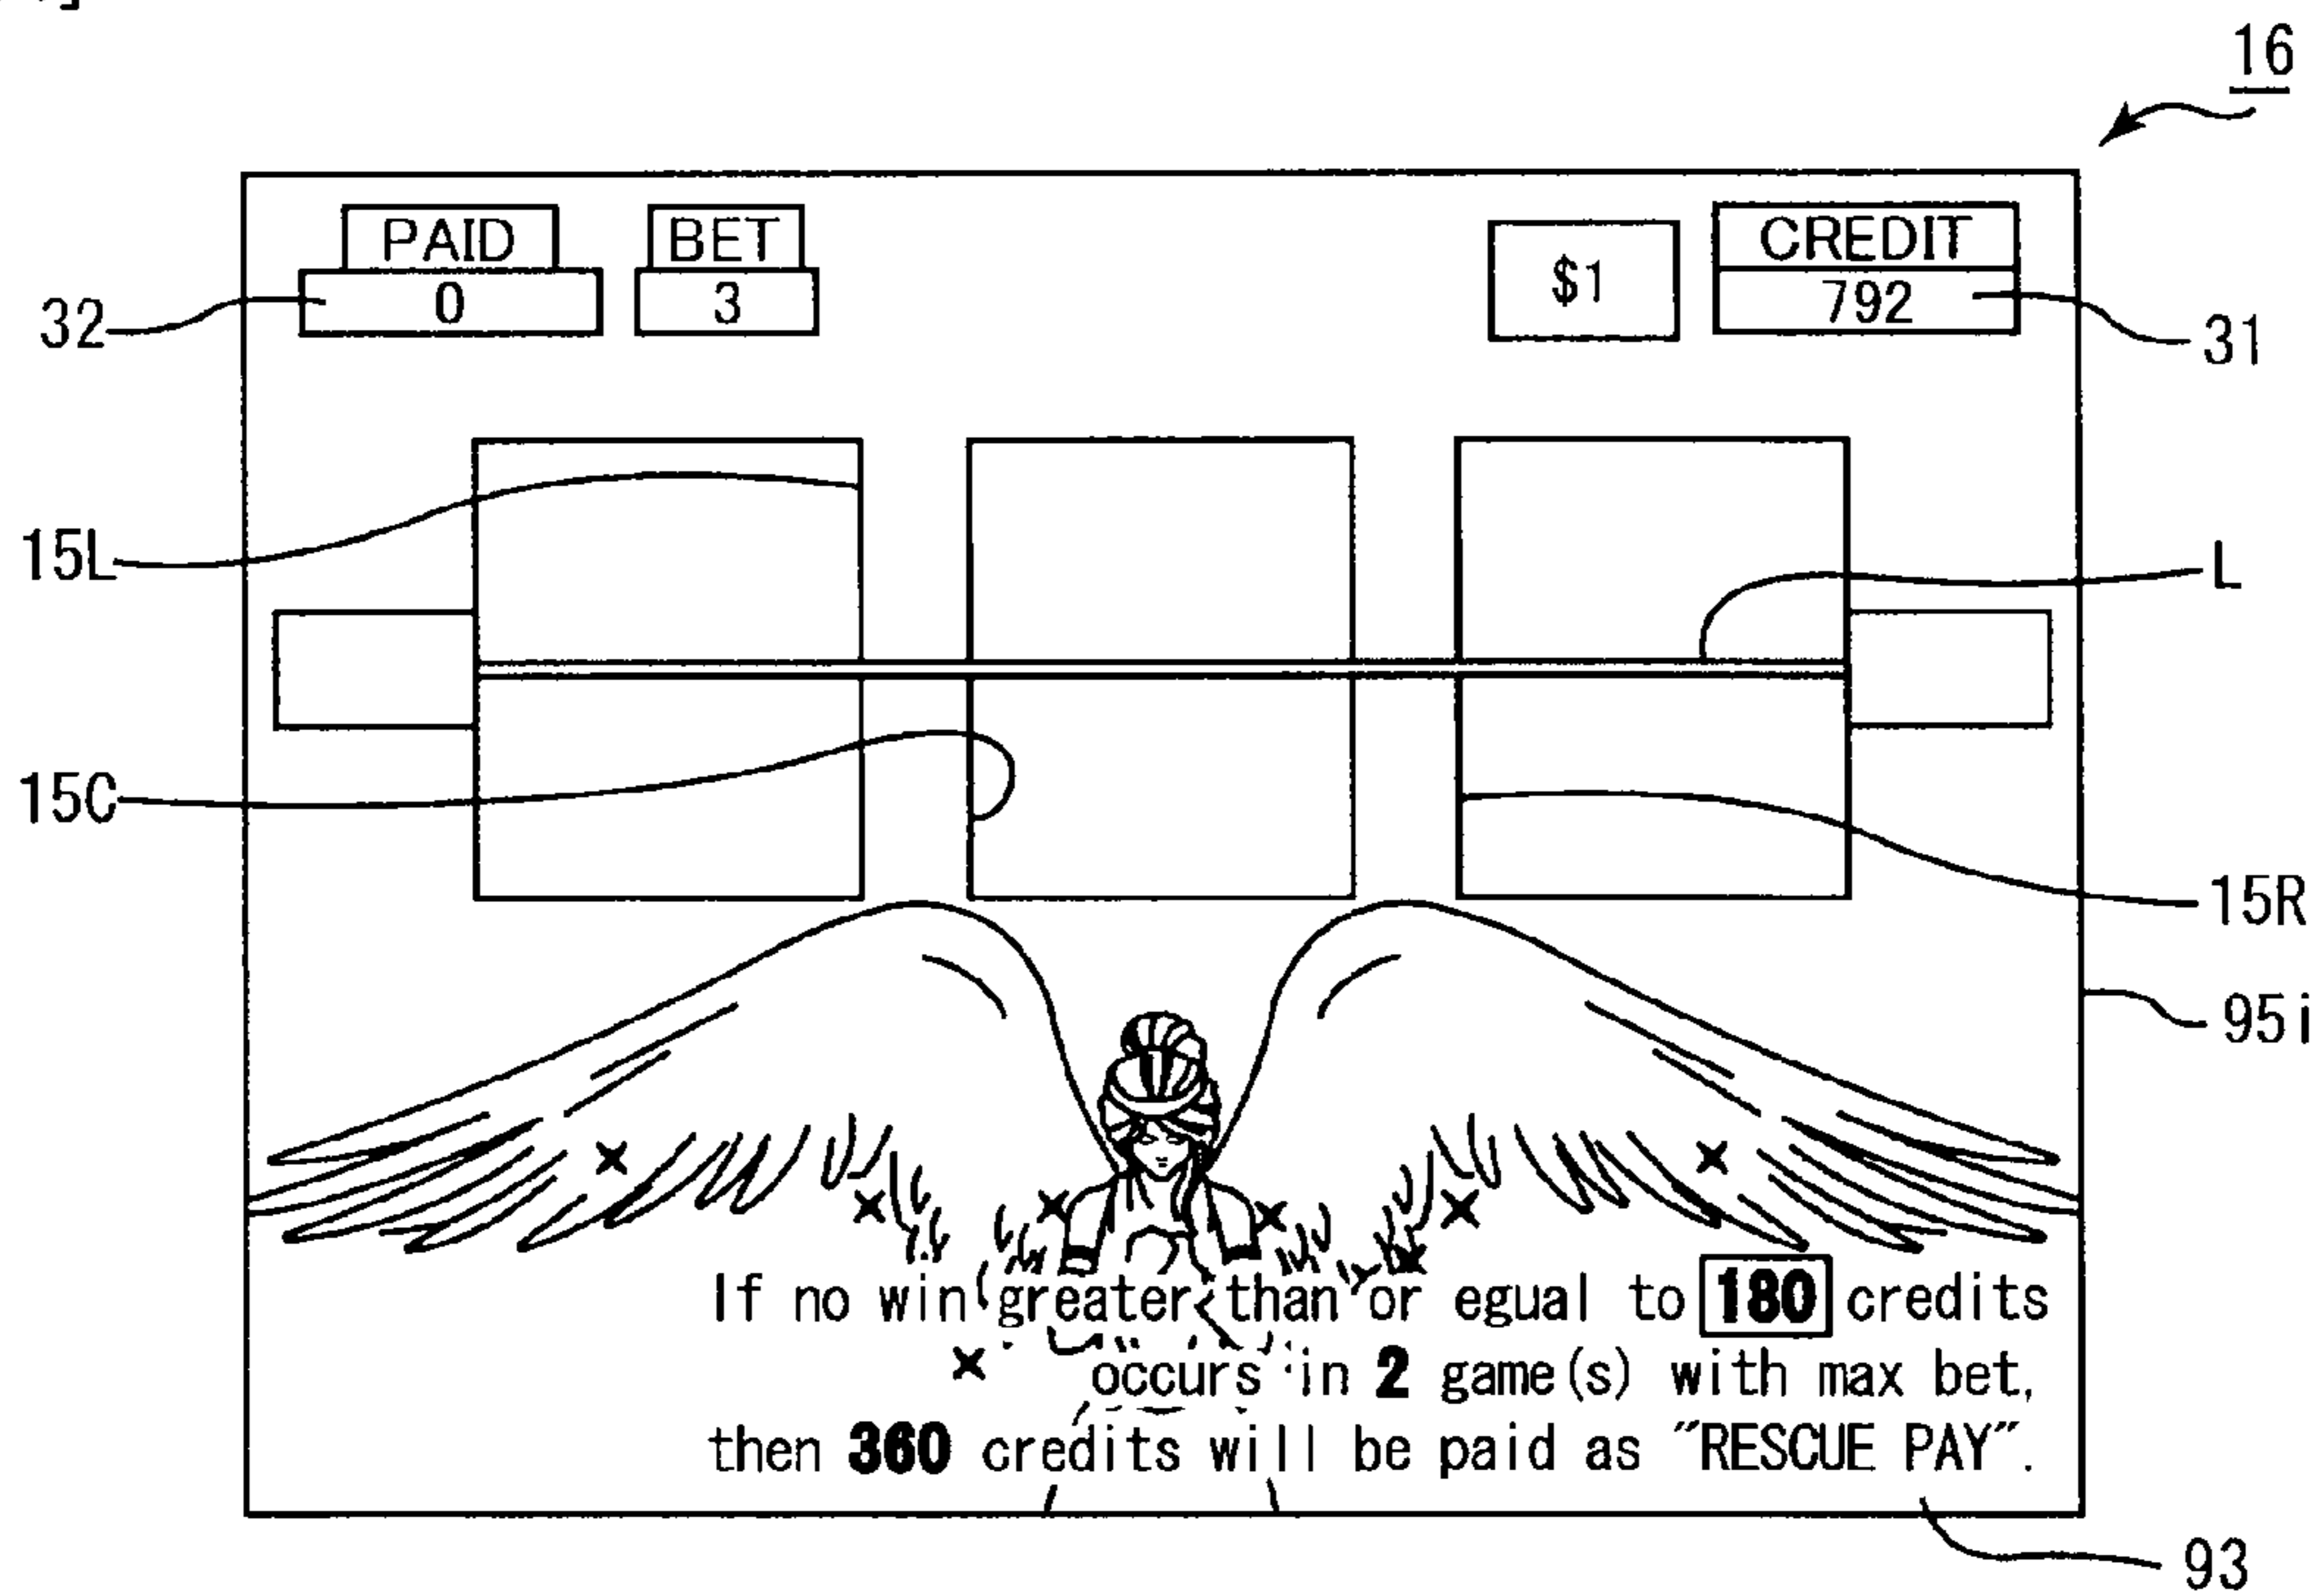 16
PAID
BET
$1
CREDIT
32
0
3
792
31
15L
L
15C
15R
95i
If no win greater than or egual to 180 credits
occurs in 2 game(s) with max bet,
then 360 credits will be paid as "RESCUE PAY".
93